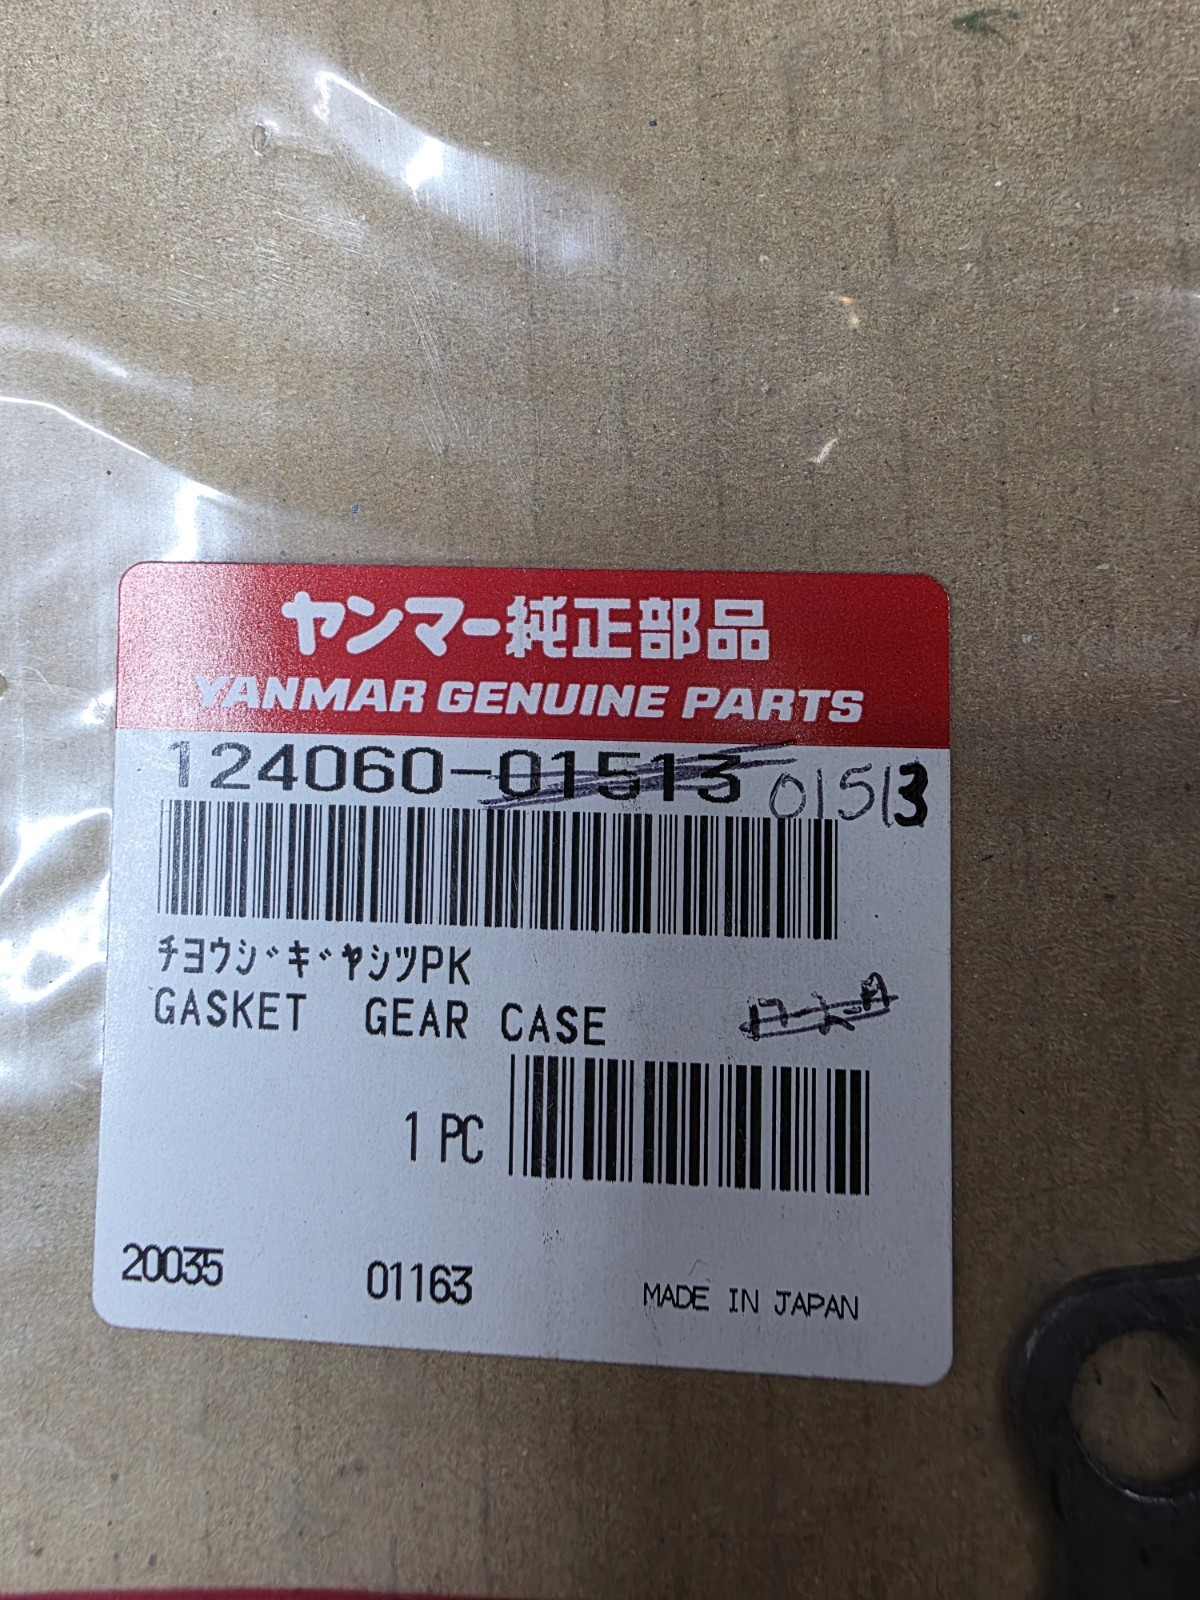 ヤンマー純正部品
YANMAR GENUINE PARTS
124060-01513 01513
チヨウジ゛キ゛ヤシツPK
GASKET GEAR CASE
1 PC
20035 01163 MADE IN JAPAN